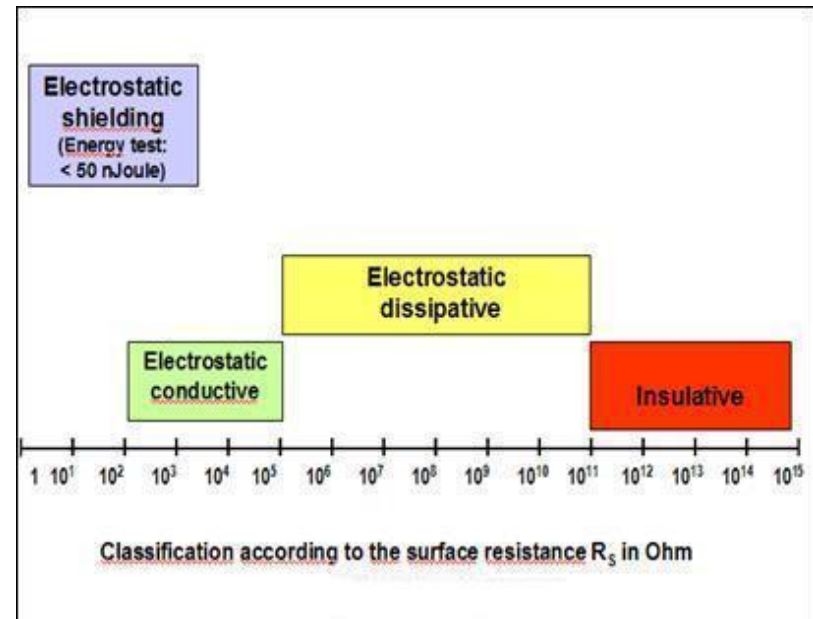 Electrostatic
shielding
(Energy test:
< 50 nJoule)
Electrostatic
dissipative
Electrostatic
conductive
Insulative
1 10¹ 10² 10³ 10⁴ 10⁵ 10⁶ 10⁷ 10⁸ 10⁹ 10¹⁰ 10¹¹ 10¹² 10¹³ 10¹⁴ 10¹⁵
Classification according to the surface resistance Rₛ in Ohm